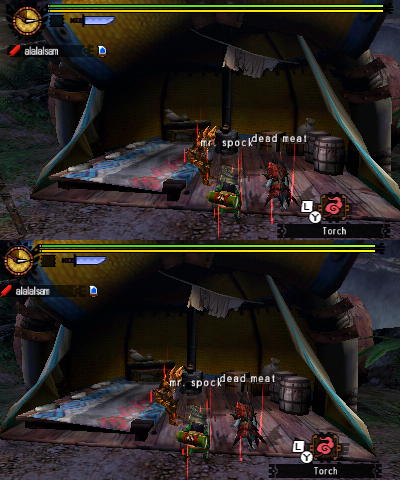 alalalsam
mr. spock
dead meat
L
Y
Torch
alalalsam
mr. spock
dead meat
L
Y
Torch